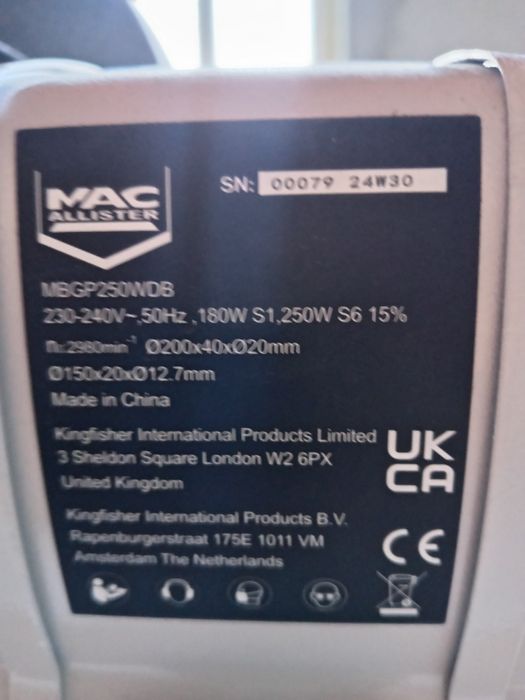 MAC
ALLISTER
SN: 00079 24W30
MBGP250WDB
230-240V~,50Hz ,180W S1,250W S6 15%
n₀:2980min⁻¹ Ø200x40xØ20mm
Ø150x20xØ12.7mm
Made in China
Kingfisher International Products Limited
3 Sheldon Square London W2 6PX
United Kingdom
UK
CA
Kingfisher International Products B.V.
Rapenburgerstraat 175E 1011 VM
Amsterdam The Netherlands
CE